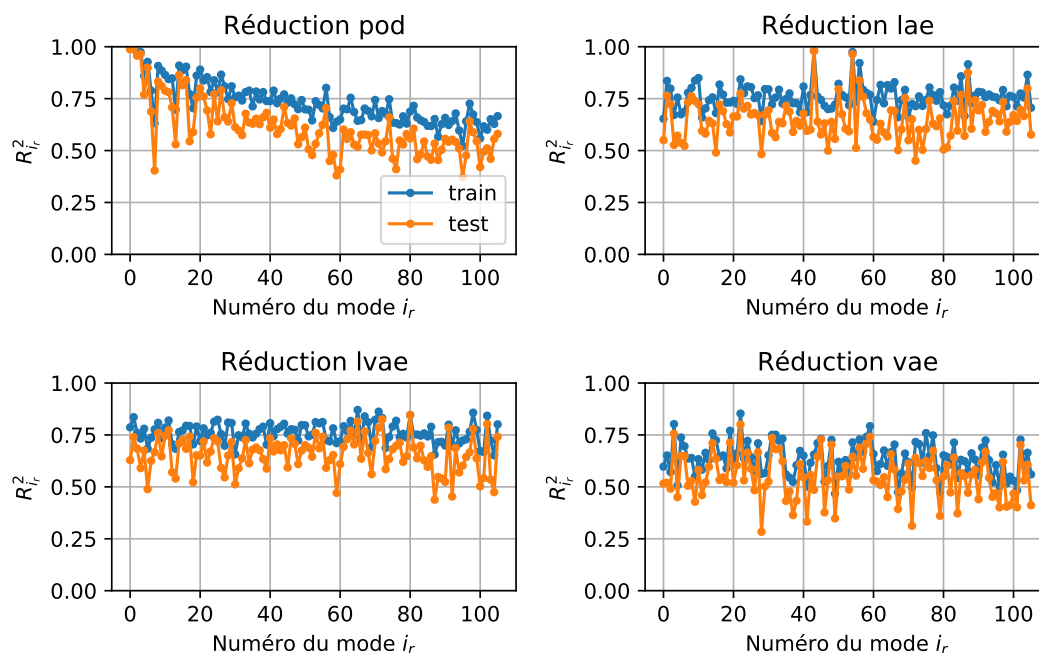 Réduction pod
1.00
0.75
0.50
0.25
0.00
R²ᵢᵣ
train
test
0 20 40 60 80 100
Numéro du mode iᵣ
Réduction lae
1.00
0.75
0.50
0.25
0.00
R²ᵢᵣ
0 20 40 60 80 100
Numéro du mode iᵣ
Réduction lvae
1.00
0.75
0.50
0.25
0.00
R²ᵢᵣ
0 20 40 60 80 100
Numéro du mode iᵣ
Réduction vae
1.00
0.75
0.50
0.25
0.00
R²ᵢᵣ
0 20 40 60 80 100
Numéro du mode iᵣ